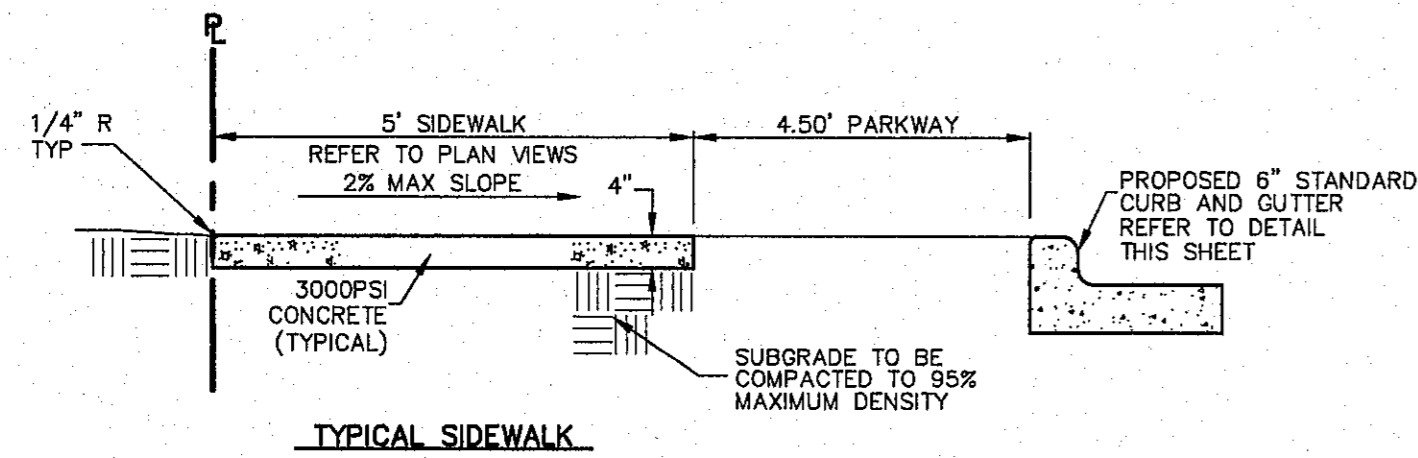 PL
1/4" R
TYP
5' SIDEWALK
REFER TO PLAN VIEWS
2% MAX SLOPE
4"
4.50' PARKWAY
PROPOSED 6" STANDARD
CURB AND GUTTER
REFER TO DETAIL
THIS SHEET
3000PSI
CONCRETE
(TYPICAL)
SUBGRADE TO BE
COMPACTED TO 95%
MAXIMUM DENSITY
TYPICAL SIDEWALK